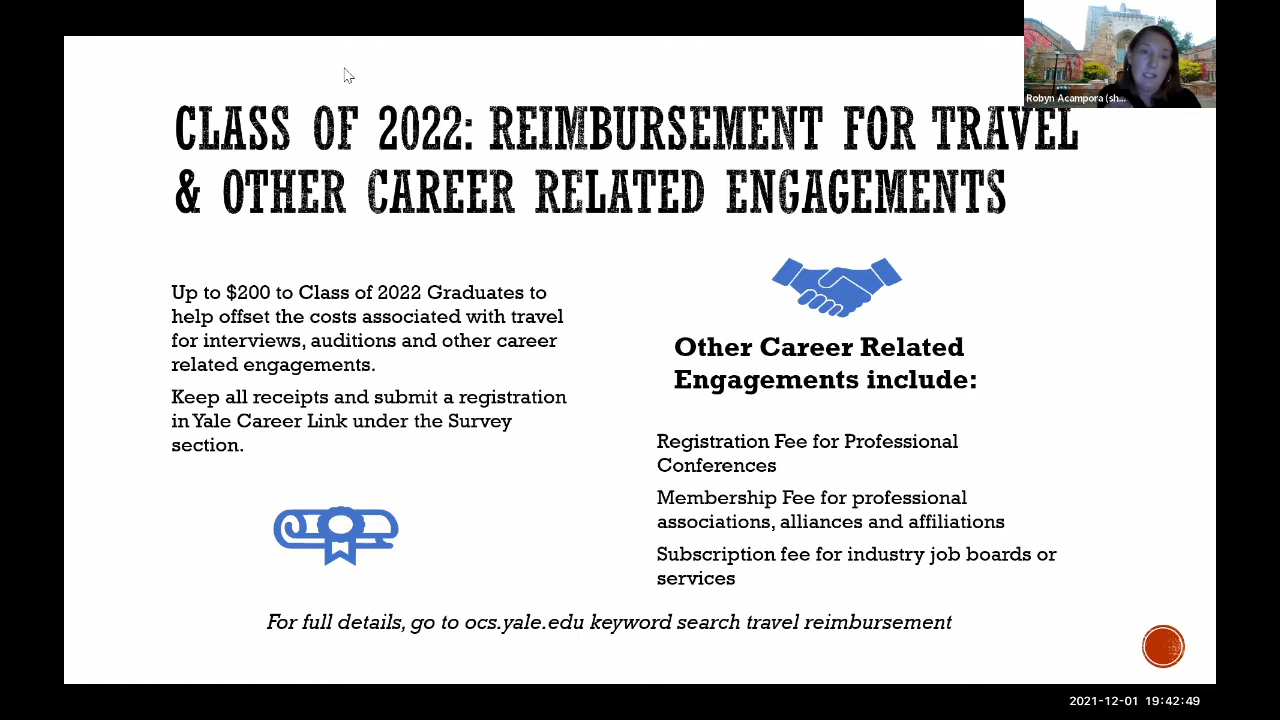 Robyn Acampora (sh...
CLASS OF 2022: REIMBURSEMENT FOR TRAVEL
& OTHER CAREER RELATED ENGAGEMENTS
Up to $200 to Class of 2022 Graduates to
help offset the costs associated with travel
for interviews, auditions and other career
related engagements.
Keep all receipts and submit a registration
in Yale Career Link under the Survey
section.
Other Career Related
Engagements include:
Registration Fee for Professional
Conferences
Membership Fee for professional
associations, alliances and affiliations
Subscription fee for industry job boards or
services
For full details, go to ocs.yale.edu keyword search travel reimbursement
2021-12-01 19:42:49